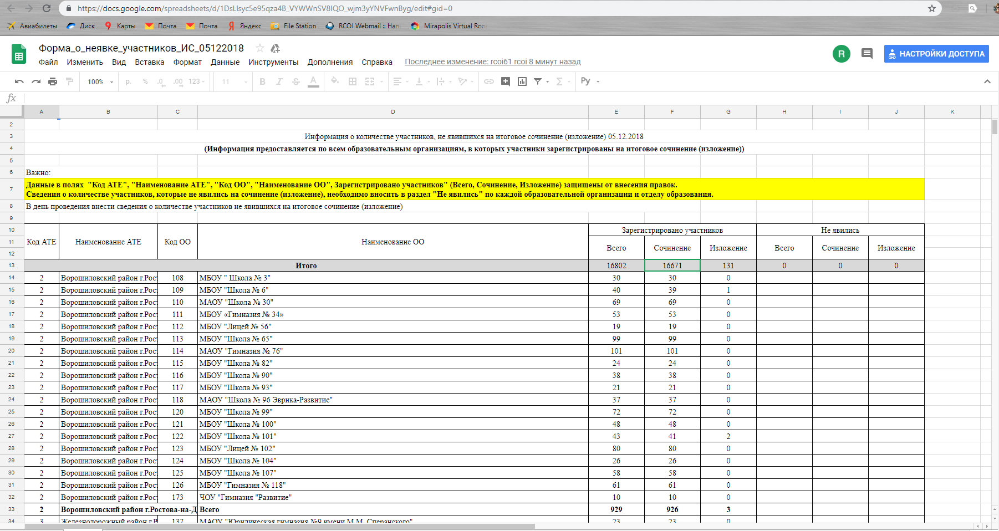 https://docs.google.com/spreadsheets/d/1DsLlsyc5e95qza4B_VYWWnSV8IQO_wjm3yYNVFwnByg/edit#gid=0
Авиабилеты Диск Карты Почта Почта Яндекс File Station RCOI Webmail :: Нап Mirapolis Virtual Roo
Форма_о_неявке_участников_ИС_05122018
Файл Изменить Вид Вставка Формат Данные Инструменты Дополнения Справка Последнее изменение: rcoi61 rcoi 8 минут назад
R НАСТРОЙКИ ДОСТУПА
100% р. % .0 .00 123 11 B I S A Σ Ру
fx
A B C D E F G H I J K
2
3 Информация о количестве участников, не явившихся на итоговое сочинение (изложение) 05.12.2018
4 (Информация предоставляется по всем образовательным организациям, в которых участники зарегистрированы на итоговое сочинение (изложение))
5
6 Важно:
7 Данные в полях "Код АТЕ", "Наименование АТЕ", "Код ОО", "Наименование ОО", Зарегистрировано участников" (Всего, Сочинение, Изложение) защищены от внесения правок.
Сведения о количестве участников, которые не явились на сочинение (изложение), необходимо вносить в раздел "Не явились" по каждой образовательной организации и отделу образования.
8 В день проведения внести сведения о количестве участников не явившихся на итоговое сочинение (изложение)
9
10 Зарегистрировано участников Не явились
11 Код АТЕ Наименование АТЕ Код ОО Наименование ОО
12 Всего Сочинение Изложение Всего Сочинение Изложение
13 Итого 16802 16671 131 0 0 0
14 2 Ворошиловский район г.Рост 108 МБОУ " Школа № 3" 30 30 0
15 2 Ворошиловский район г.Рост 109 МБОУ "Школа № 6" 40 39 1
16 2 Ворошиловский район г.Рост 110 МАОУ "Школа № 30" 69 69 0
17 2 Ворошиловский район г.Рост 111 МБОУ «Гимназия № 34» 53 53 0
18 2 Ворошиловский район г.Рост 112 МБОУ "Лицей № 56" 19 19 0
19 2 Ворошиловский район г.Рост 113 МБОУ "Школа № 65" 99 99 0
20 2 Ворошиловский район г.Рост 114 МАОУ "Гимназия № 76" 101 101 0
21 2 Ворошиловский район г.Рост 115 МБОУ "Школа № 82" 24 24 0
22 2 Ворошиловский район г.Рост 116 МБОУ "Школа № 90" 38 38 0
23 2 Ворошиловский район г.Рост 117 МБОУ "Школа № 93" 21 21 0
24 2 Ворошиловский район г.Рост 118 МАОУ "Школа № 96 Эврика-Развитие" 37 37 0
25 2 Ворошиловский район г.Рост 120 МБОУ "Школа № 99" 72 72 0
26 2 Ворошиловский район г.Рост 121 МБОУ "Школа № 100" 48 48 0
27 2 Ворошиловский район г.Рост 122 МБОУ "Школа № 101" 43 41 2
28 2 Ворошиловский район г.Рост 123 МБОУ "Лицей № 102" 80 80 0
29 2 Ворошиловский район г.Рост 124 МБОУ "Школа № 104" 26 26 0
30 2 Ворошиловский район г.Рост 125 МБОУ "Школа № 107" 58 58 0
31 2 Ворошиловский район г.Рост 126 МБОУ "Гимназия № 118" 61 61 0
32 2 Ворошиловский район г.Рост 173 ЧОУ "Гимназия "Развитие" 10 10 0
33 2 Ворошиловский район г.Ростова-на-Д Всего 929 926 3
34 3 Железнодорожный район г.Р 137 МАОУ "Юридическая гимназия №9 имени М.М. Сперанского" 23 23 0